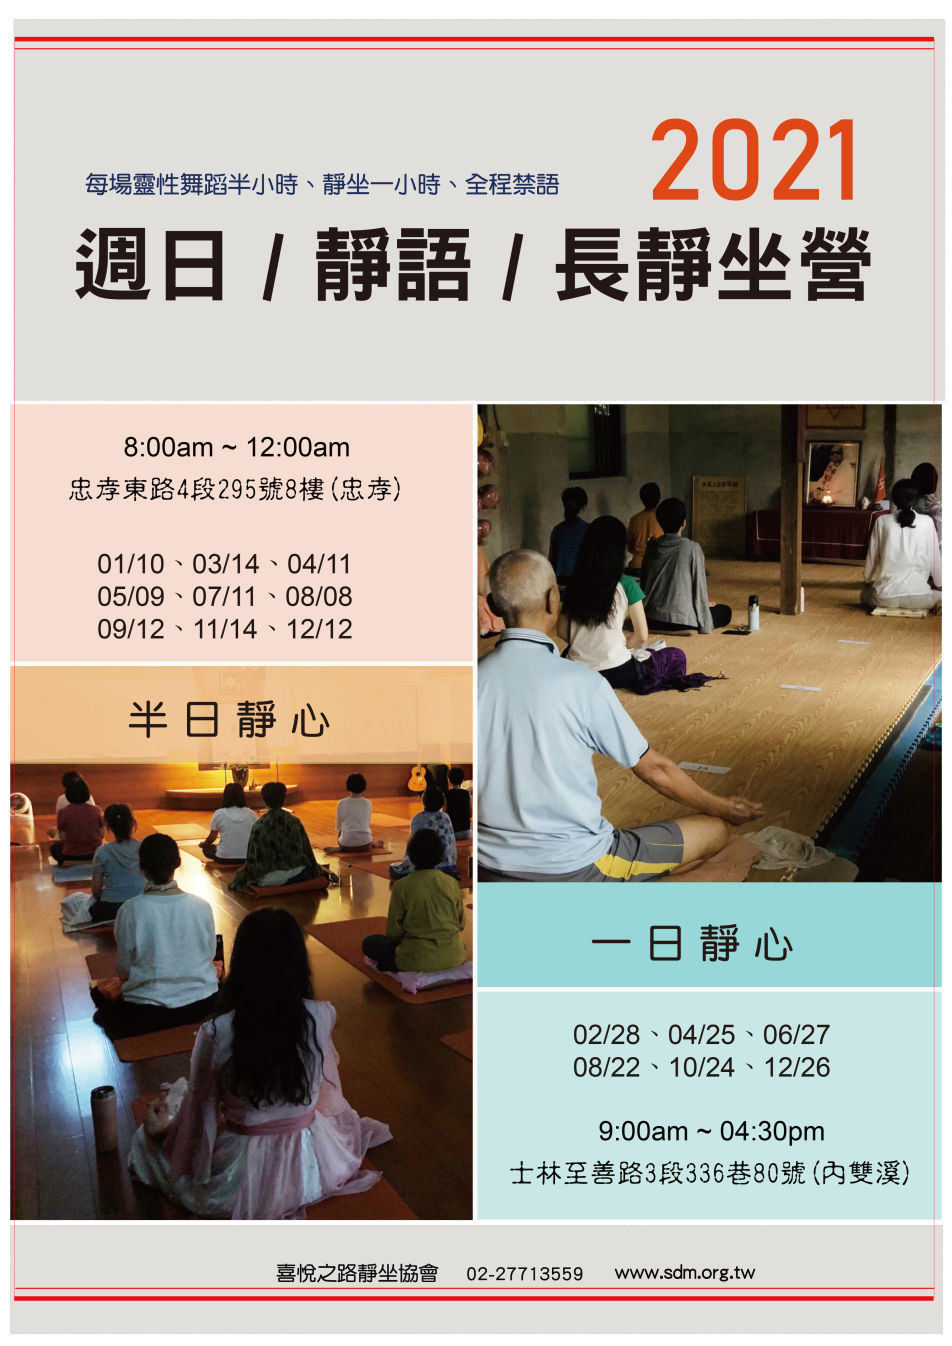 2021
每場靈性舞蹈半小時、靜坐一小時、全程禁語
週日 / 靜語 / 長靜坐營
8:00am ~ 12:00am
忠孝東路4段295號8樓(忠孝)
01/10、03/14、04/11
05/09、07/11、08/08
09/12、11/14、12/12
半日靜心
一日靜心
02/28、04/25、06/27
08/22、10/24、12/26
9:00am ~ 04:30pm
士林至善路3段336巷80號(內雙溪)
喜悅之路靜坐協會 02-27713559 www.sdm.org.tw